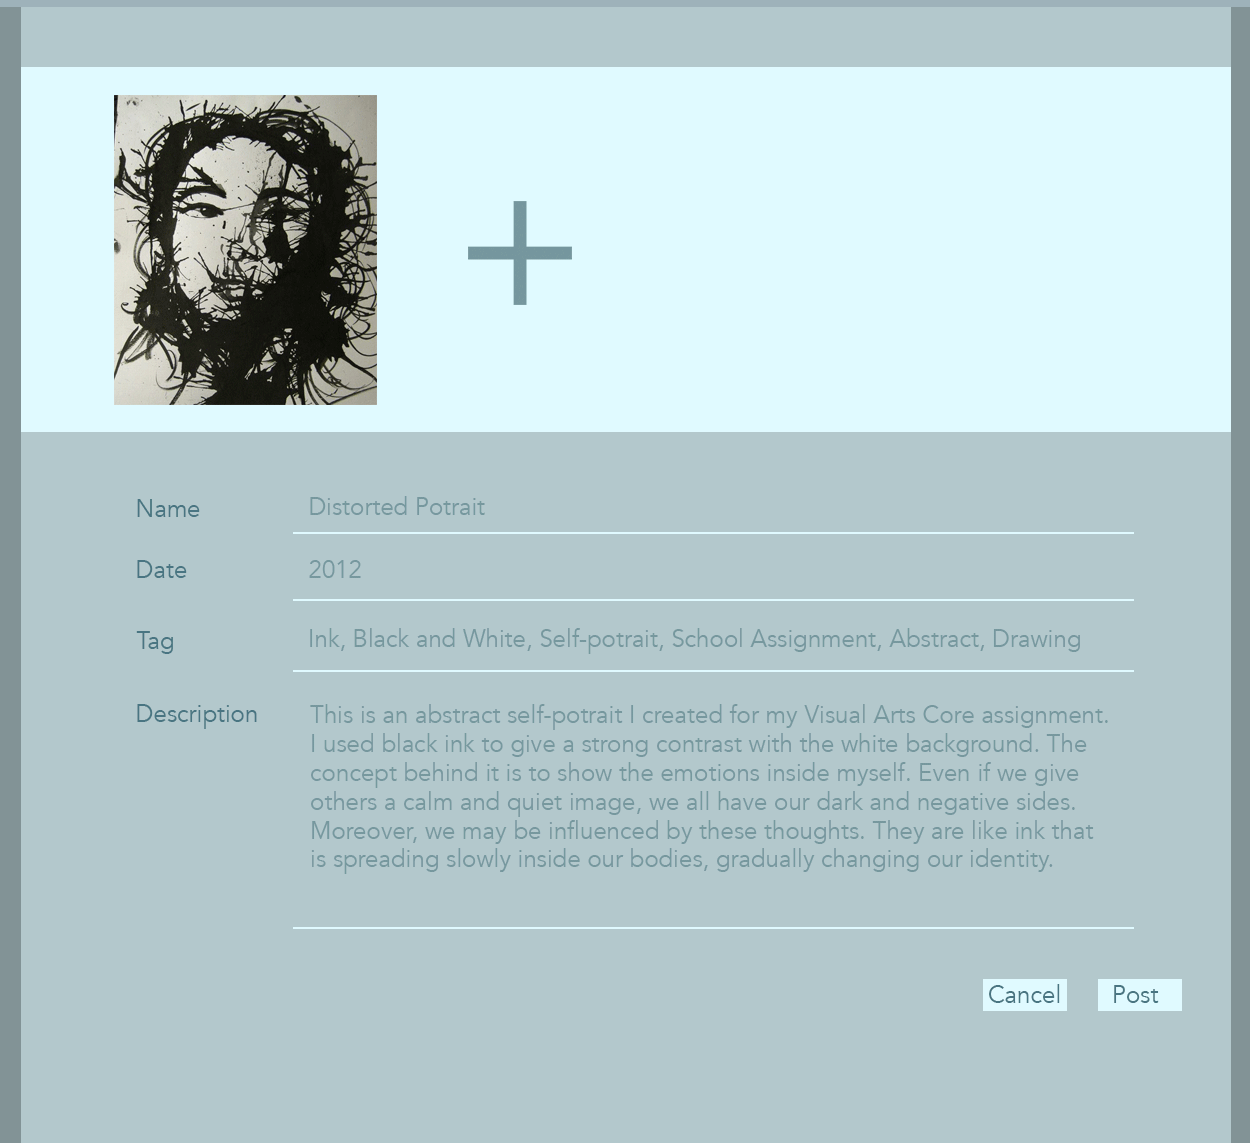 Name
Distorted Potrait
Date
2012
Tag
Ink, Black and White, Self-potrait, School Assignment, Abstract, Drawing
Description
This is an abstract self-potrait I created for my Visual Arts Core assignment.
I used black ink to give a strong contrast with the white background. The
concept behind it is to show the emotions inside myself. Even if we give
others a calm and quiet image, we all have our dark and negative sides.
Moreover, we may be influenced by these thoughts. They are like ink that
is spreading slowly inside our bodies, gradually changing our identity.
Cancel
Post